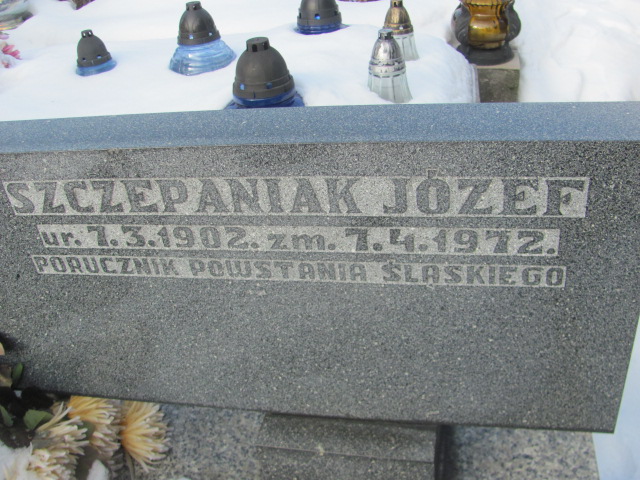 SZCZEPANIAK JÓZEF
ur. 7.3.1902. zm. 7.4.1972.
PORUCZNIK POWSTANIA ŚLĄSKIEGO